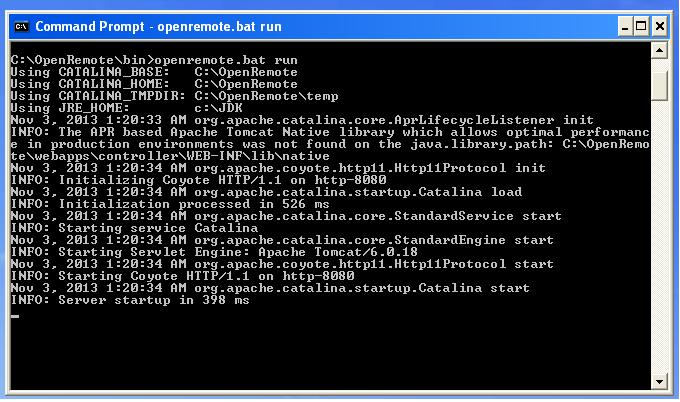 Command Prompt - openremote.bat run
C:\OpenRemote\bin>openremote.bat run
Using CATALINA_BASE:   C:\OpenRemote
Using CATALINA_HOME:   C:\OpenRemote
Using CATALINA_TMPDIR: C:\OpenRemote\temp
Using JRE_HOME:        c:\JDK
Nov 3, 2013 1:20:33 AM org.apache.catalina.core.AprLifecycleListener init
INFO: The APR based Apache Tomcat Native library which allows optimal performanc
e in production environments was not found on the java.library.path: C:\OpenRemo
te\webapps\controller\WEB-INF\lib\native
Nov 3, 2013 1:20:34 AM org.apache.coyote.http11.Http11Protocol init
INFO: Initializing Coyote HTTP/1.1 on http-8080
Nov 3, 2013 1:20:34 AM org.apache.catalina.startup.Catalina load
INFO: Initialization processed in 526 ms
Nov 3, 2013 1:20:34 AM org.apache.catalina.core.StandardService start
INFO: Starting service Catalina
Nov 3, 2013 1:20:34 AM org.apache.catalina.core.StandardEngine start
INFO: Starting Servlet Engine: Apache Tomcat/6.0.18
Nov 3, 2013 1:20:34 AM org.apache.coyote.http11.Http11Protocol start
INFO: Starting Coyote HTTP/1.1 on http-8080
Nov 3, 2013 1:20:34 AM org.apache.catalina.startup.Catalina start
INFO: Server startup in 398 ms